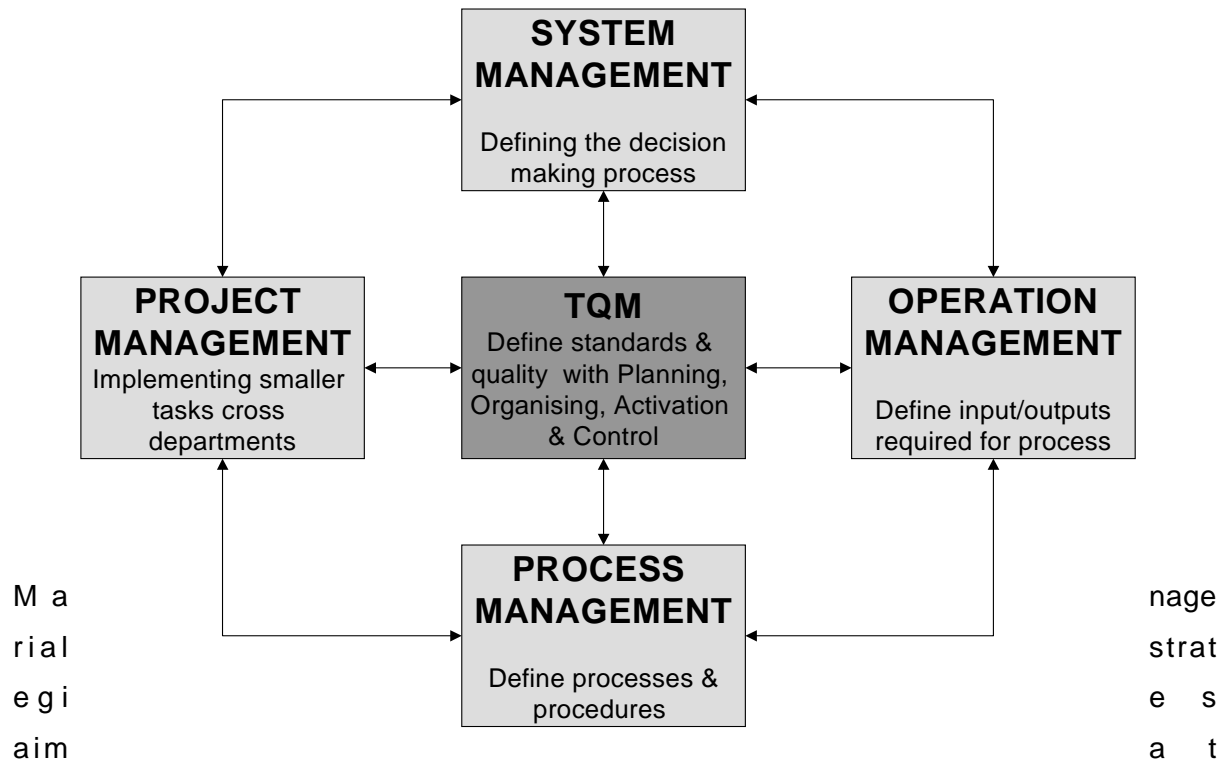 SYSTEM
MANAGEMENT
Defining the decision
making process
PROJECT
MANAGEMENT
Implementing smaller
tasks cross
departments
TQM
Define standards &
quality with Planning,
Organising, Activation
& Control
OPERATION
MANAGEMENT
Define input/outputs
required for process
PROCESS
MANAGEMENT
Define processes &
procedures
M a nage
rial strat
e g i e s
aim a t